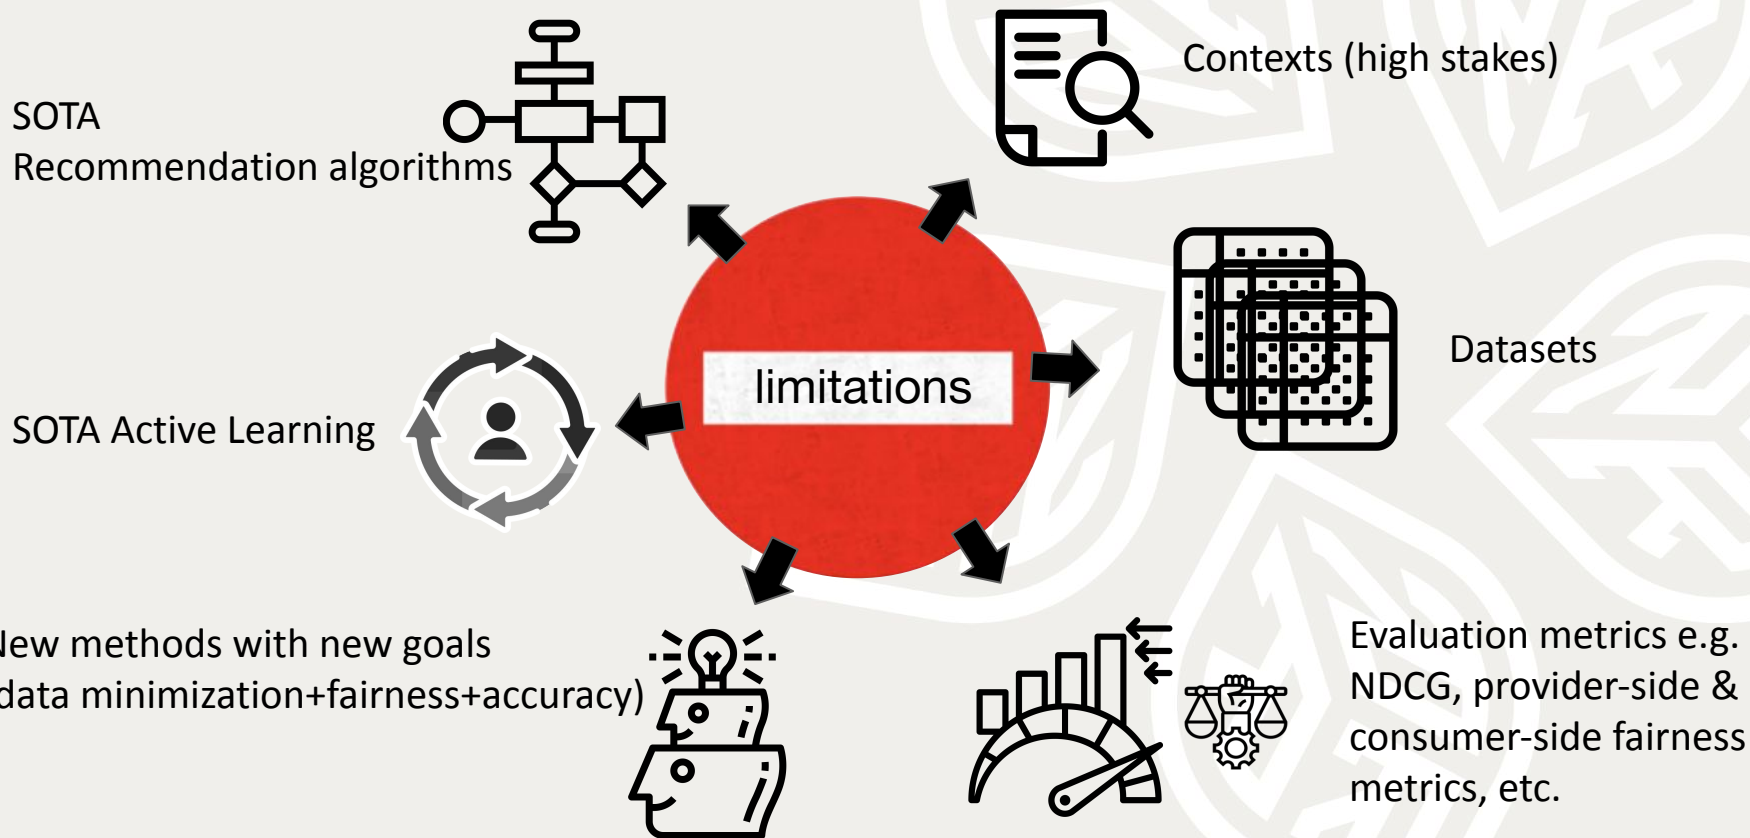 SOTA
Recommendation algorithms
Contexts (high stakes)
Datasets
limitations
SOTA Active Learning
New methods with new goals
data minimization+fairness+accuracy)
Evaluation metrics e.g.
NDCG, provider-side &
consumer-side fairness
metrics, etc.